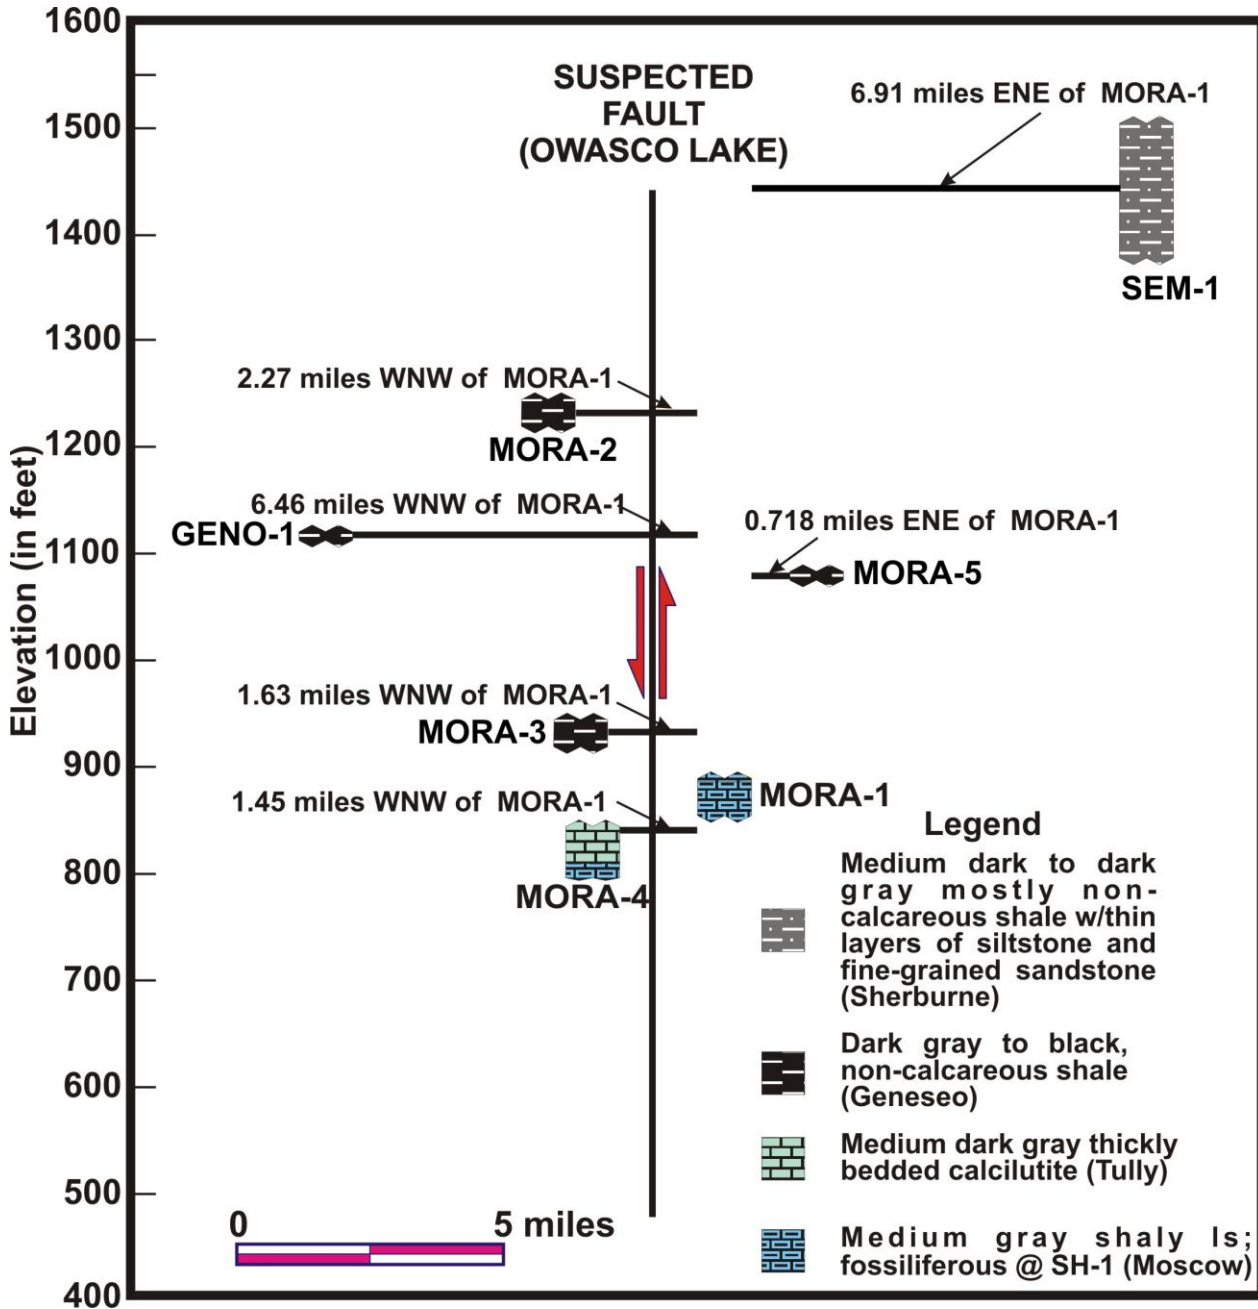 1600
1500
1400
1300
1200
1100
1000
900
800
700
600
500
400
Elevation (in feet)
SUSPECTED
FAULT
(OWASCO LAKE)
6.91 miles ENE of MORA-1
SEM-1
2.27 miles WNW of MORA-1
MORA-2
6.46 miles WNW of MORA-1
GENO-1
0.718 miles ENE of MORA-1
MORA-5
1.63 miles WNW of MORA-1
MORA-3
MORA-1
1.45 miles WNW of MORA-1
MORA-4
Legend
Medium dark to dark
gray mostly non-
calcareous shale w/thin
layers of siltstone and
fine-grained sandstone
(Sherburne)
Dark gray to black,
non-calcareous shale
(Geneseo)
Medium dark gray thickly
bedded calcilutite (Tully)
Medium gray shaly ls;
fossiliferous @ SH-1 (Moscow)
0 5 miles